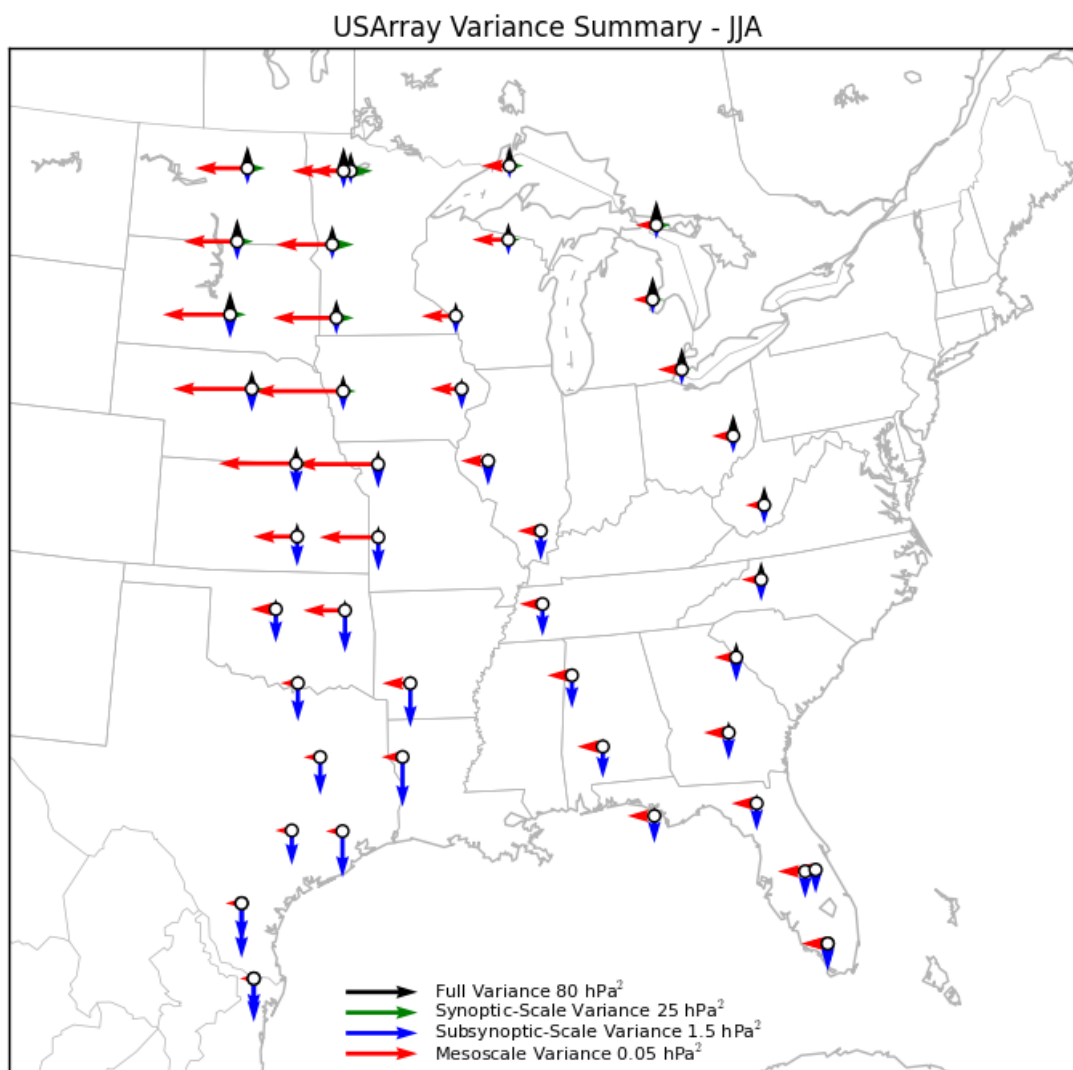 USArray Variance Summary - JJA
Full Variance 80 hPa²
Synoptic-Scale Variance 25 hPa²
Subsynoptic-Scale Variance 1.5 hPa²
Mesoscale Variance 0.05 hPa²